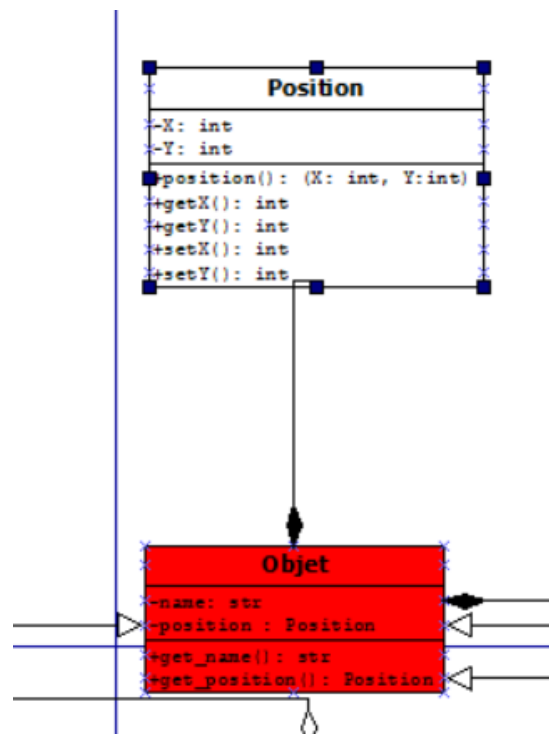 Position
-X: int
-Y: int
+position(): (X: int, Y:int)
+getX(): int
+getY(): int
+setX(): int
+setY(): int
Objet
-name: str
-position : Position
+get_name(): str
+get_position(): Position